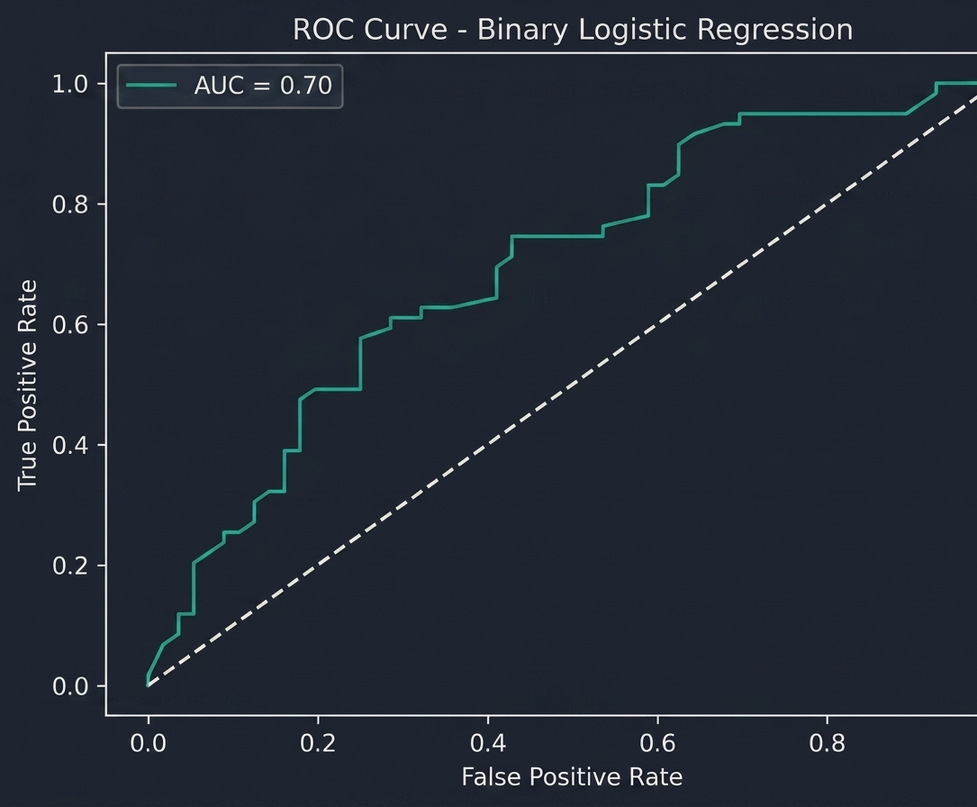 ROC Curve - Binary Logistic Regression
AUC = 0.70
1.0
0.8
0.6
0.4
0.2
0.0
True Positive Rate
0.0 0.2 0.4 0.6 0.8
False Positive Rate